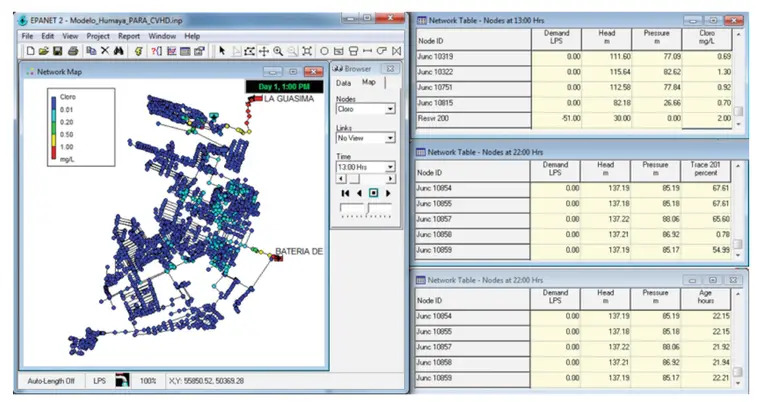 EPANET 2 - Modelo_Humaya_PARA_CVHD.inp
File Edit View Project Report Window Help
Network Map
Day 1, 1:00 PM
LA GUASIMA
Cloro
0.01
0.20
0.50
1.00
mg/L
BATERIA DE
Browser
Data Map
Nodes
Cloro
Links
No View
Time
13:00 Hrs
Auto-Length Off LPS 100% X,Y: 55850.52, 50369.28
Network Table - Nodes at 13:00 Hrs
Node ID Demand LPS Head m Pressure m Cloro mg/L
Junc 10319 0.00 111.60 77.09 0.69
Junc 10322 0.00 115.64 82.62 1.30
Junc 10751 0.00 112.58 77.84 0.92
Junc 10815 0.00 82.18 26.66 0.70
Resvr 200 -51.00 30.00 0.00 2.00
Network Table - Nodes at 22:00 Hrs
Node ID Demand LPS Head m Pressure m Trace 201 percent
Junc 10854 0.00 137.19 85.19 67.61
Junc 10855 0.00 137.18 85.18 67.61
Junc 10857 0.00 137.22 88.06 65.60
Junc 10858 0.00 137.21 86.92 0.78
Junc 10859 0.00 137.19 85.17 54.99
Network Table - Nodes at 22:00 Hrs
Node ID Demand LPS Head m Pressure m Age hours
Junc 10854 0.00 137.19 85.19 22.15
Junc 10855 0.00 137.18 85.18 22.15
Junc 10857 0.00 137.22 88.06 21.92
Junc 10858 0.00 137.21 86.92 21.94
Junc 10859 0.00 137.19 85.17 22.21